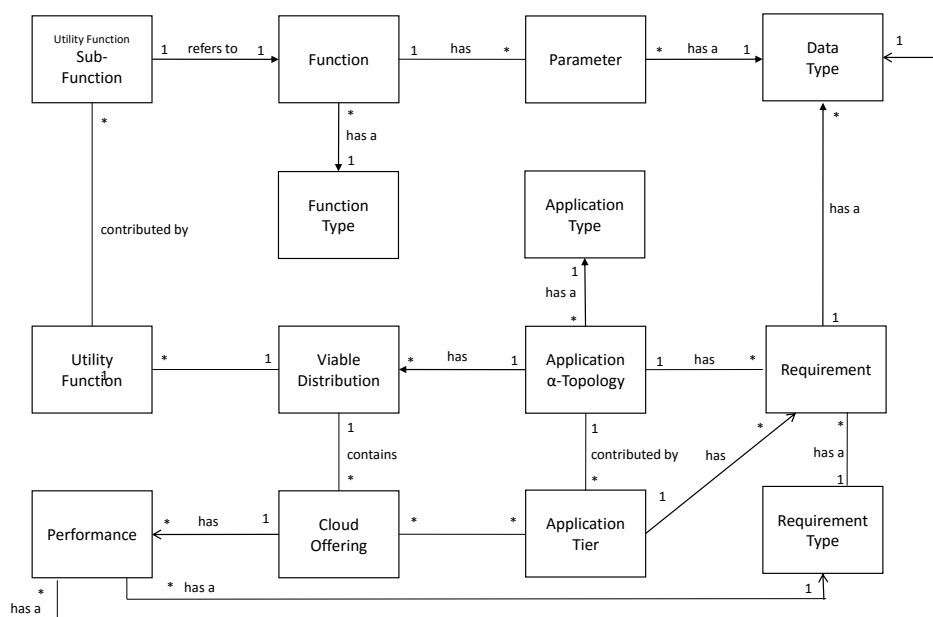 Utility Function
Sub-
Function
1 refers to 1
Function
1 has *
Parameter
* has a 1
Data
Type
1
*
*
has a
1
*
Function
Type
Application
Type
has a
contributed by
1
has a
*
1
Utility
Function
1
* 1
Viable
Distribution
* has 1
Application
α-Topology
1 has *
Requirement
1
contains
*
1
contributed by
*
has
*
1
*
has a
1
Performance
* has 1
Cloud
Offering
* *
Application
Tier
Requirement
Type
*
has a
* has a
1